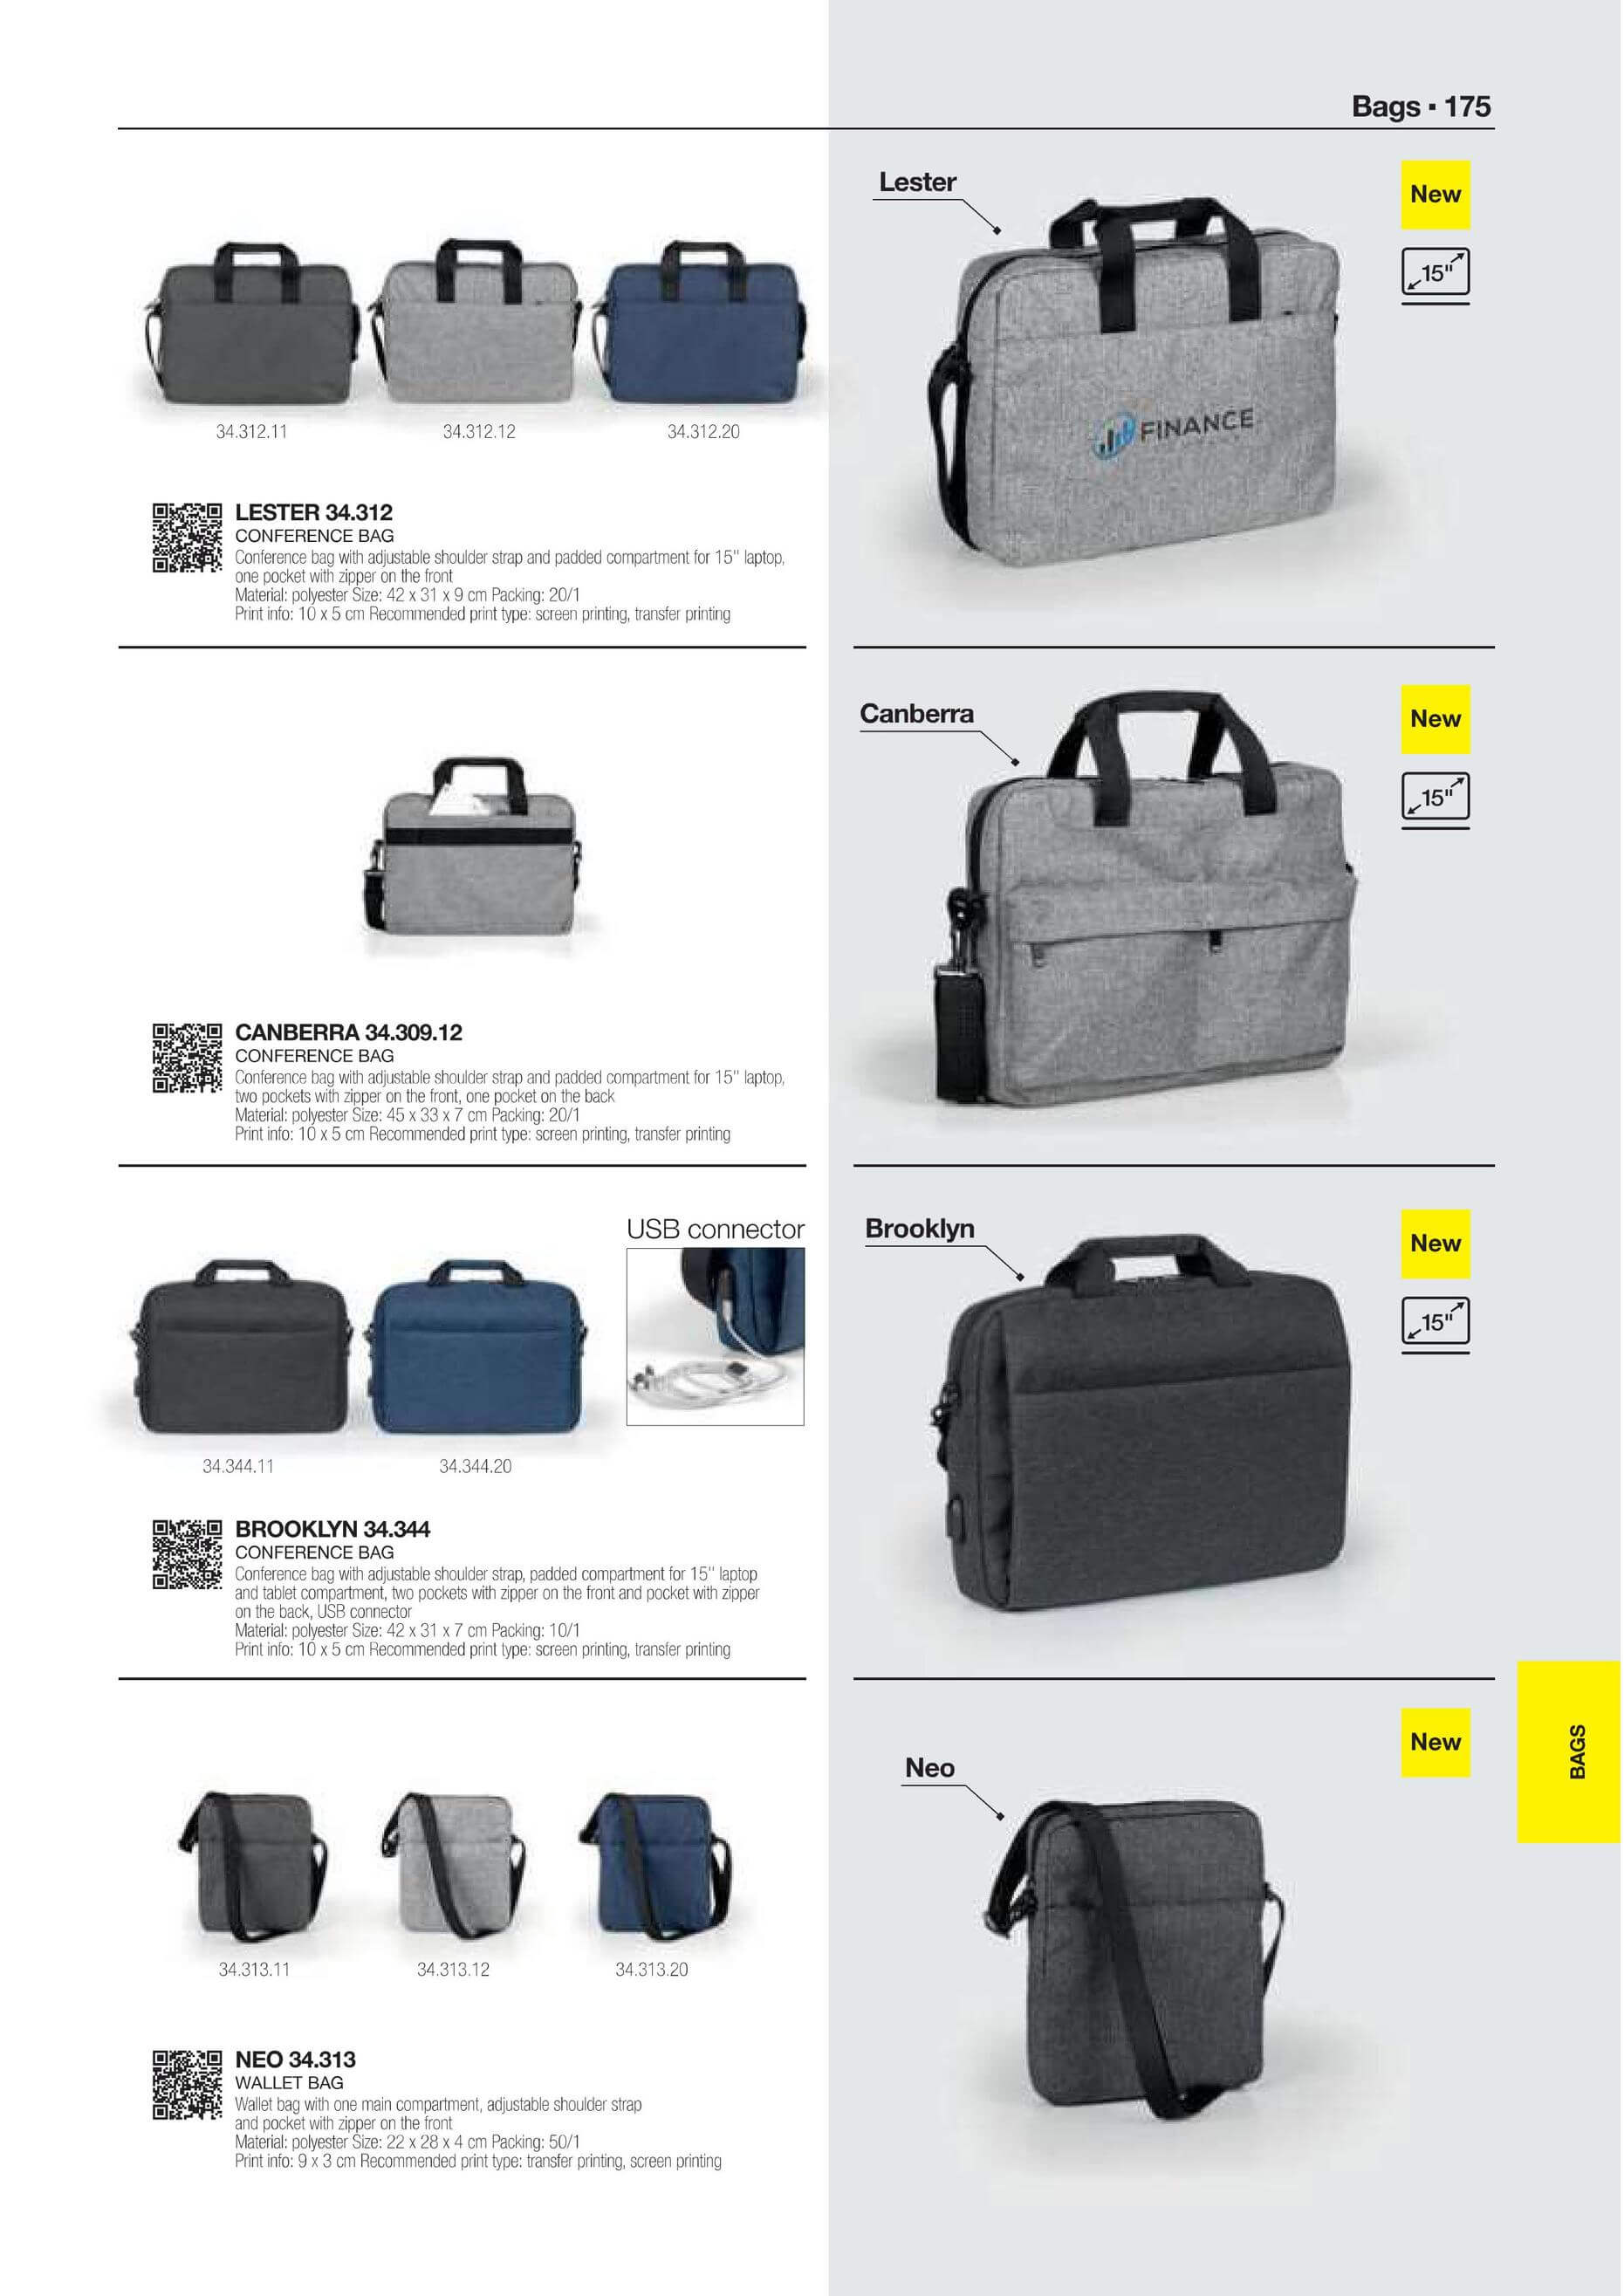 Bags ▪ 175
34.312.11
34.312.12
34.312.20
LESTER 34.312
CONFERENCE BAG
Conference bag with adjustable shoulder strap and padded compartment for 15" laptop,
one pocket with zipper on the front
Material: polyester Size: 42 x 31 x 9 cm Packing: 20/1
Print info: 10 x 5 cm Recommended print type: screen printing, transfer printing
Lester
New
15"
FINANCE
CANBERRA 34.309.12
CONFERENCE BAG
Conference bag with adjustable shoulder strap and padded compartment for 15" laptop,
two pockets with zipper on the front, one pocket on the back
Material: polyester Size: 45 x 33 x 7 cm Packing: 20/1
Print info: 10 x 5 cm Recommended print type: screen printing, transfer printing
Canberra
New
15"
USB connector
34.344.11
34.344.20
BROOKLYN 34.344
CONFERENCE BAG
Conference bag with adjustable shoulder strap, padded compartment for 15" laptop
and tablet compartment, two pockets with zipper on the front and pocket with zipper
on the back, USB connector
Material: polyester Size: 42 x 31 x 7 cm Packing: 10/1
Print info: 10 x 5 cm Recommended print type: screen printing, transfer printing
Brooklyn
New
15"
34.313.11
34.313.12
34.313.20
NEO 34.313
WALLET BAG
Wallet bag with one main compartment, adjustable shoulder strap
and pocket with zipper on the front
Material: polyester Size: 22 x 28 x 4 cm Packing: 50/1
Print info: 9 x 3 cm Recommended print type: transfer printing, screen printing
Neo
New
BAGS